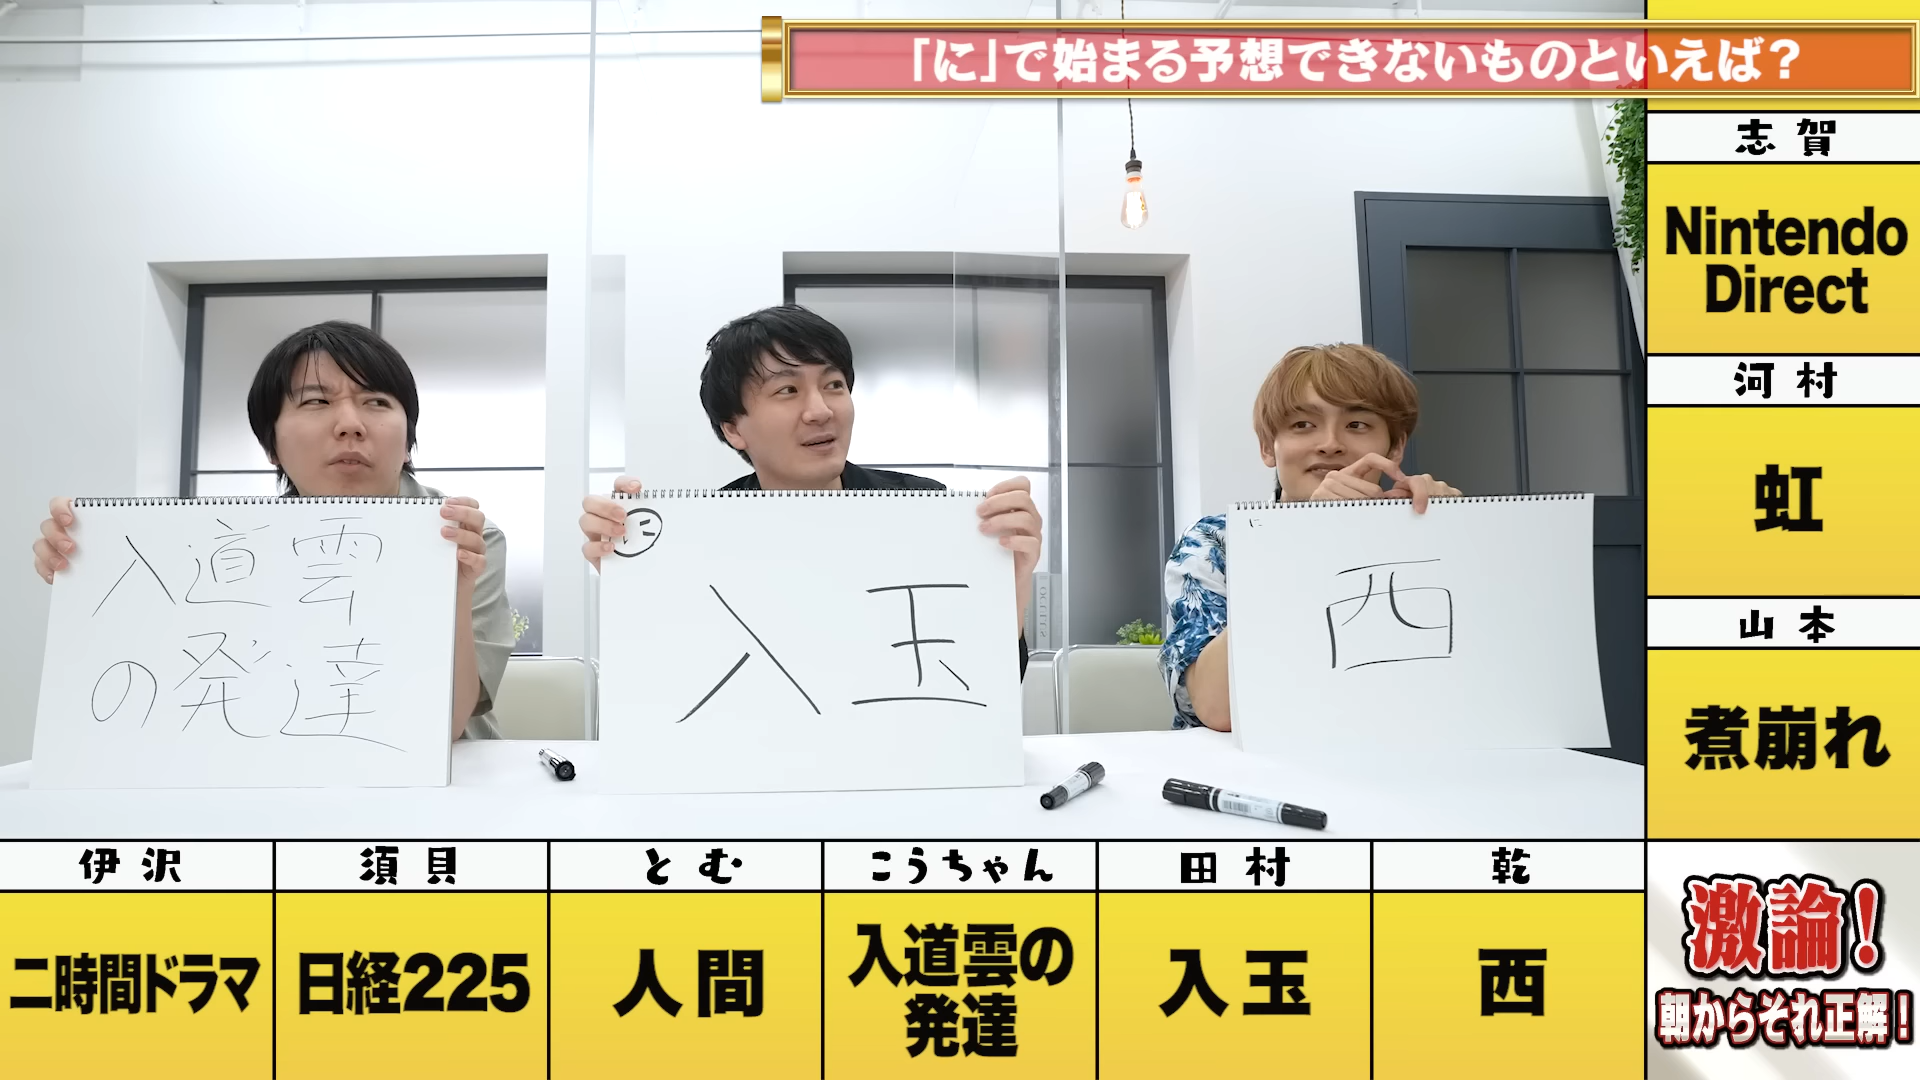 「に」で始まる予想できないものといえば?
志賀
Nintendo
Direct
河村
虹
山本
煮崩れ
入道雲
の発達
に
入玉
に
西
伊沢
二時間ドラマ
須貝
日経225
とむ
人間
こうちゃん
入道雲の
発達
田村
入玉
乾
西
激論!
朝からそれ正解!